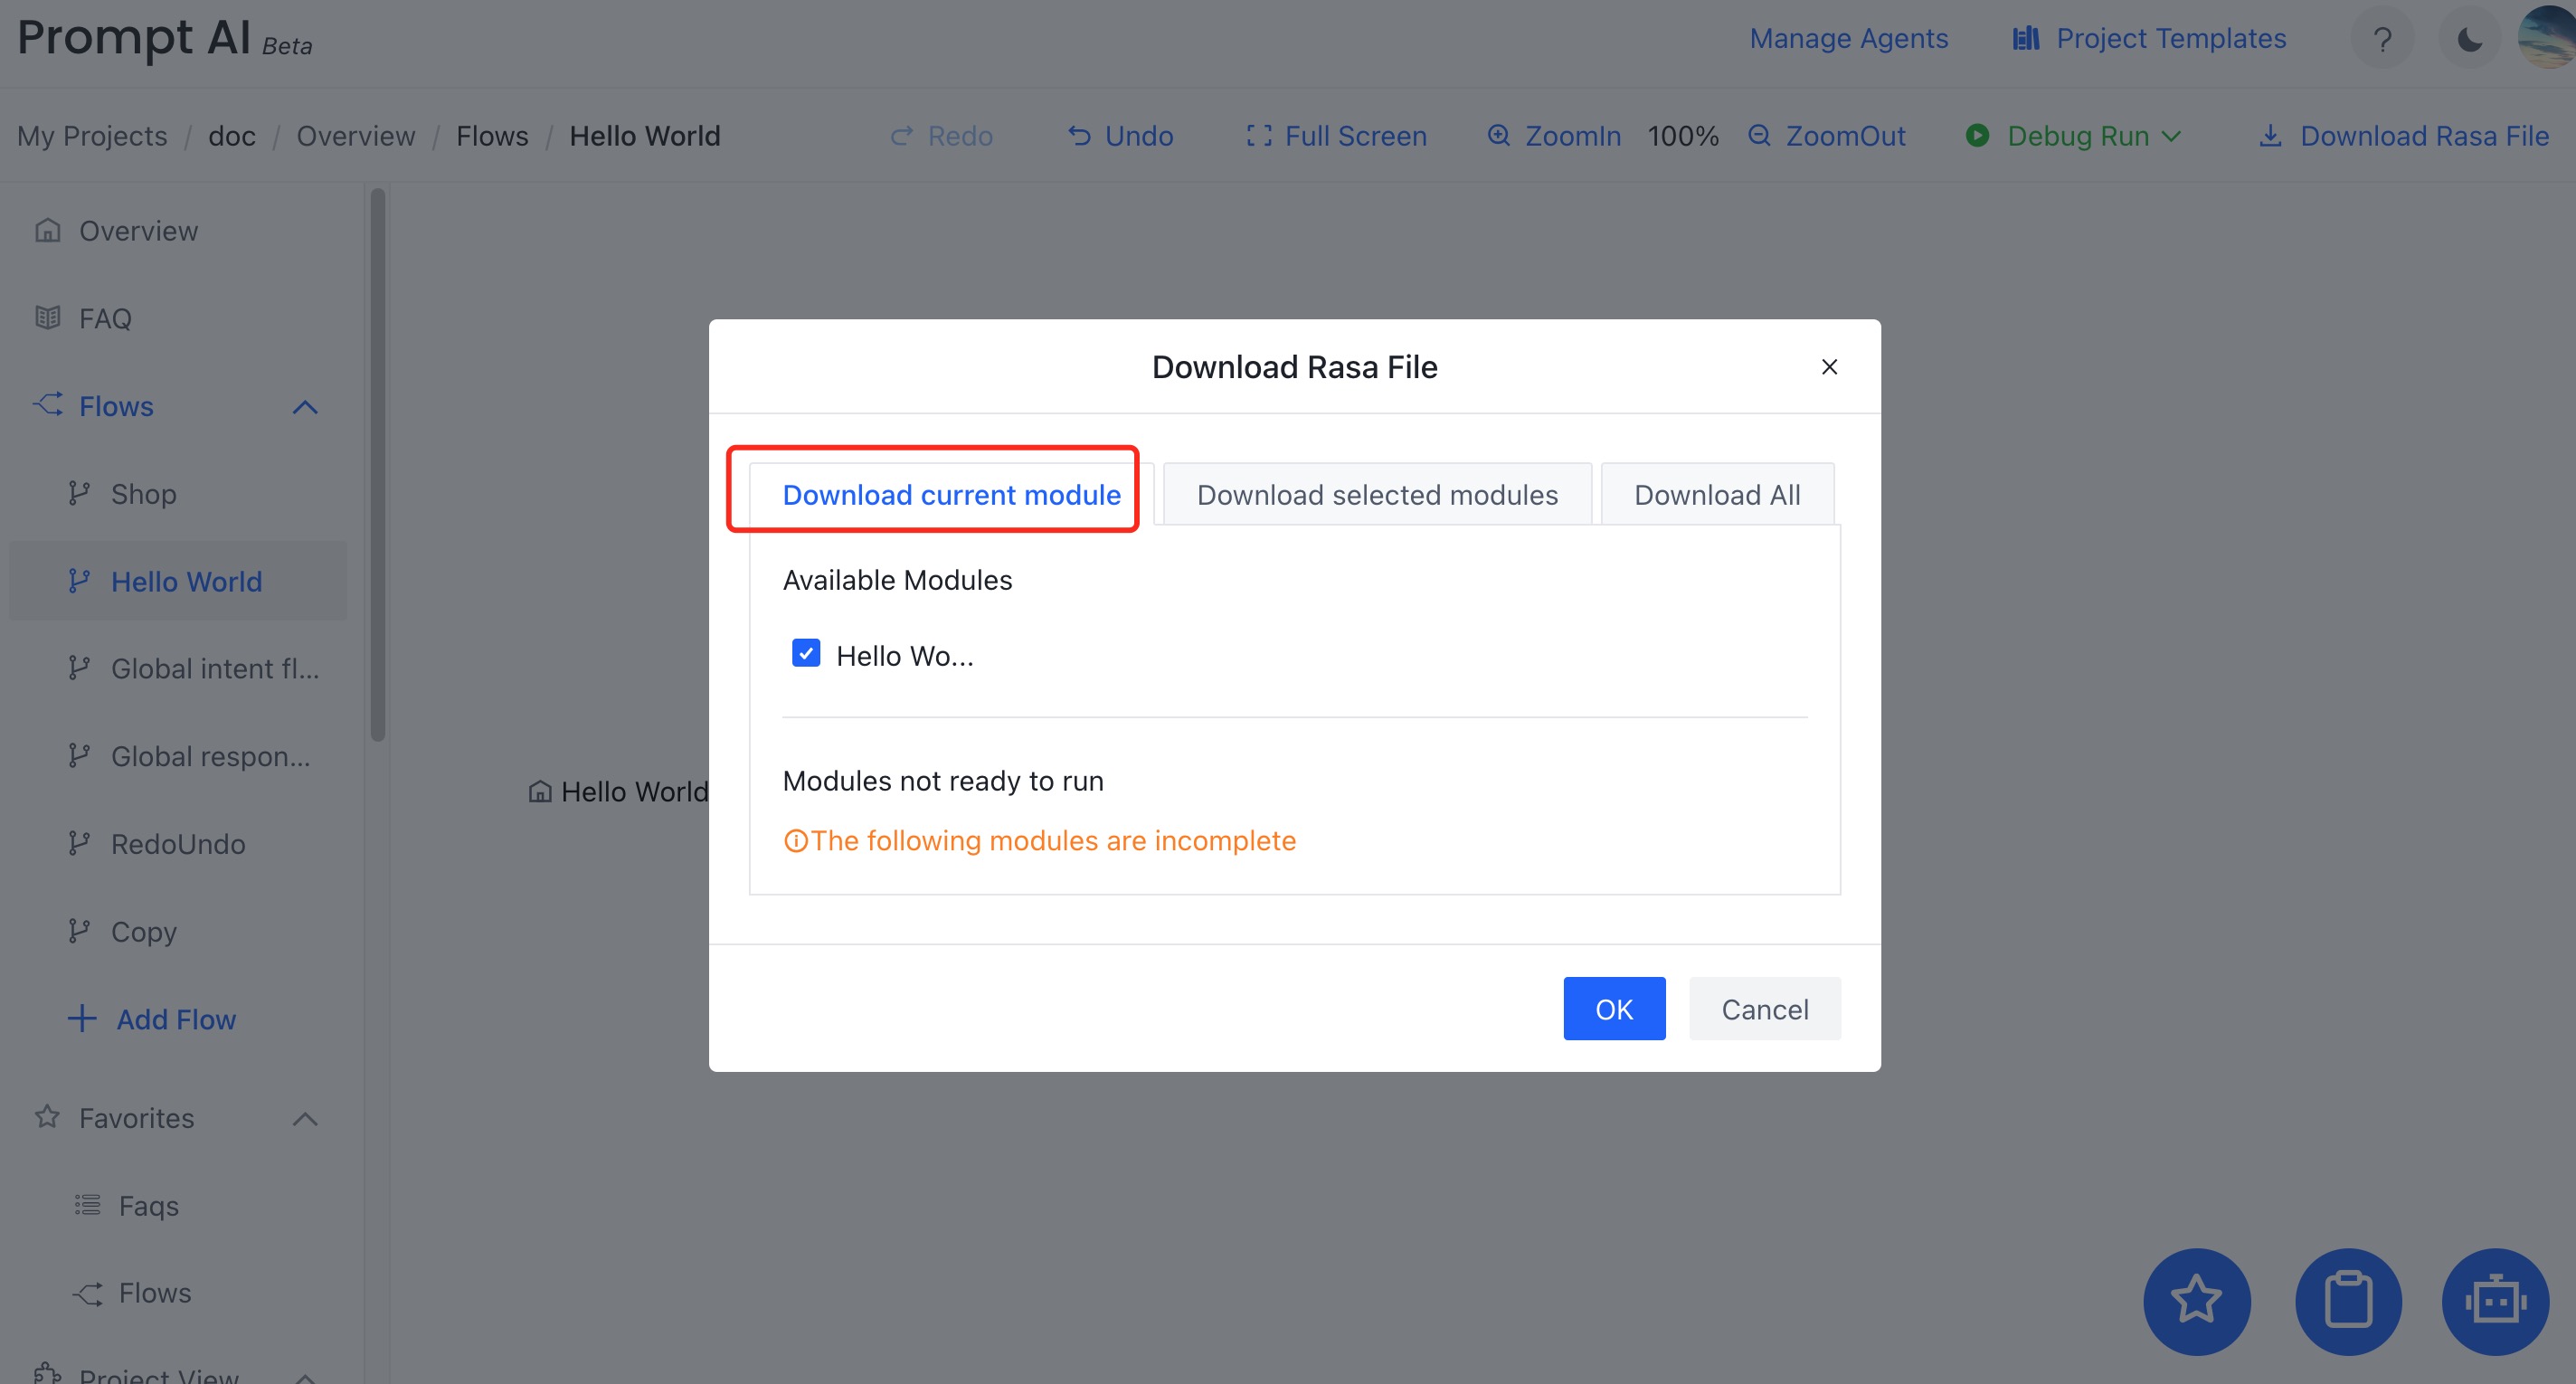 Prompt AI Beta
Manage Agents
Project Templates
?
My Projects / doc / Overview / Flows / Hello World
Redo
Undo
Full Screen
ZoomIn
100%
ZoomOut
Debug Run
Download Rasa File
Overview
FAQ
Flows
Shop
Hello World
Global intent fl...
Global respon...
RedoUndo
Copy
Add Flow
Favorites
Faqs
Flows
Project View
Hello World
Download Rasa File
Download current module
Download selected modules
Download All
Available Modules
Hello Wo...
Modules not ready to run
The following modules are incomplete
OK
Cancel